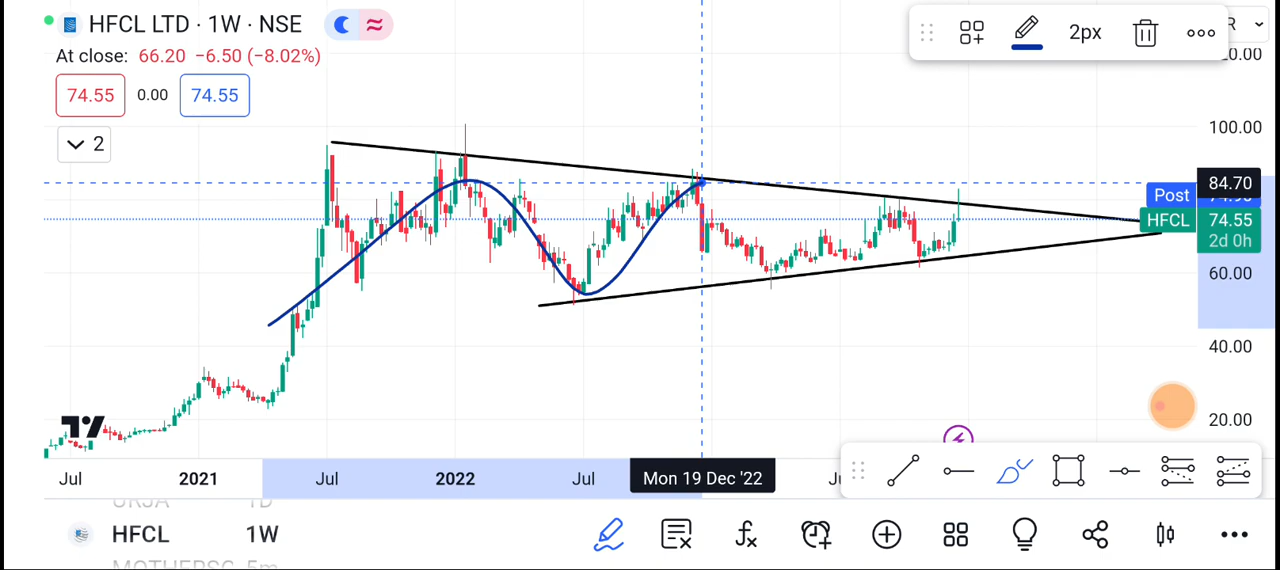 HFCL LTD · 1W · NSE
At close: 66.20 −6.50 (−8.02%)
74.55 0.00 74.55
2
2px
R
100.00
84.70
Post
HFCL 74.55
2d 0h
60.00
40.00
20.00
Jul 2021 Jul 2022 Jul Mon 19 Dec '22
HFCL 1W